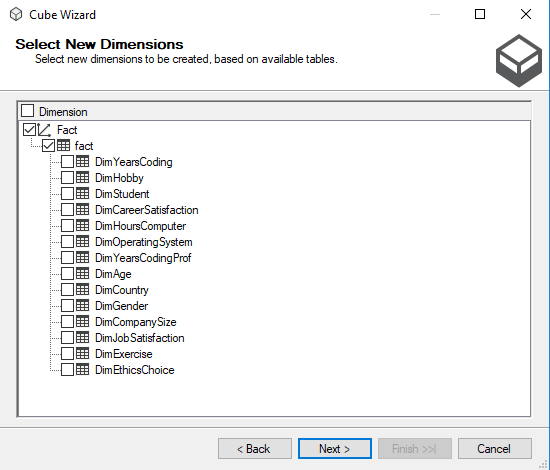 Cube Wizard
Select New Dimensions
Select new dimensions to be created, based on available tables.
Dimension
Fact
fact
DimYearsCoding
DimHobby
DimStudent
DimCareerSatisfaction
DimHoursComputer
DimOperatingSystem
DimYearsCodingProf
DimAge
DimCountry
DimGender
DimCompanySize
DimJobSatisfaction
DimExercise
DimEthicsChoice
< Back Next > Finish >>| Cancel